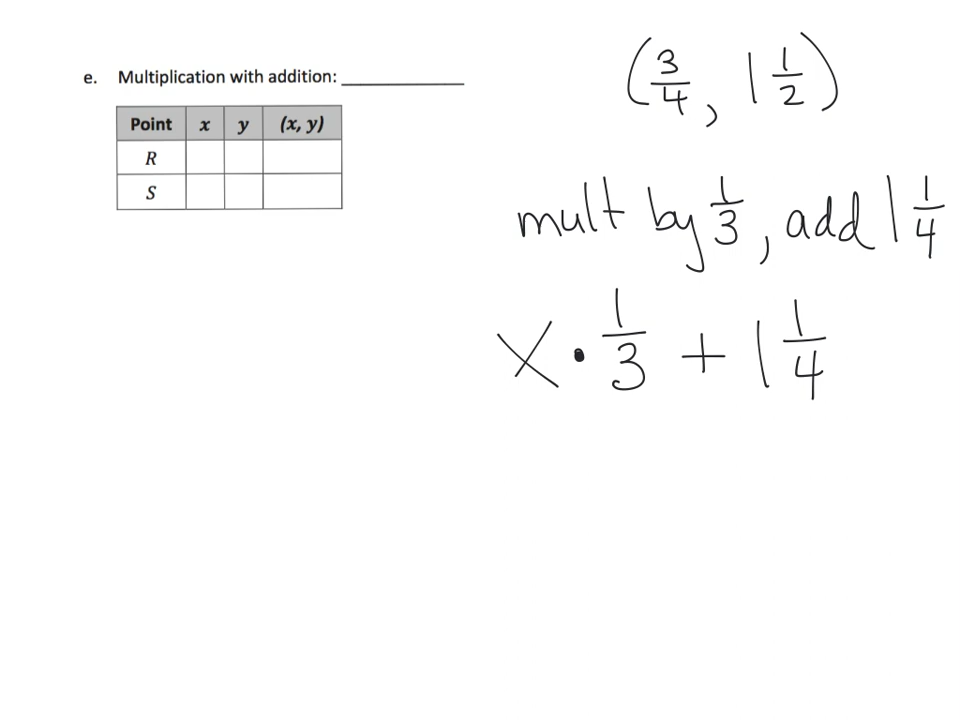 e. Multiplication with addition: ____________
Point x y (x, y)
R
S
(3/4, 1 1/2)
mult by 1/3, add 1 1/4
x · 1/3 + 1 1/4